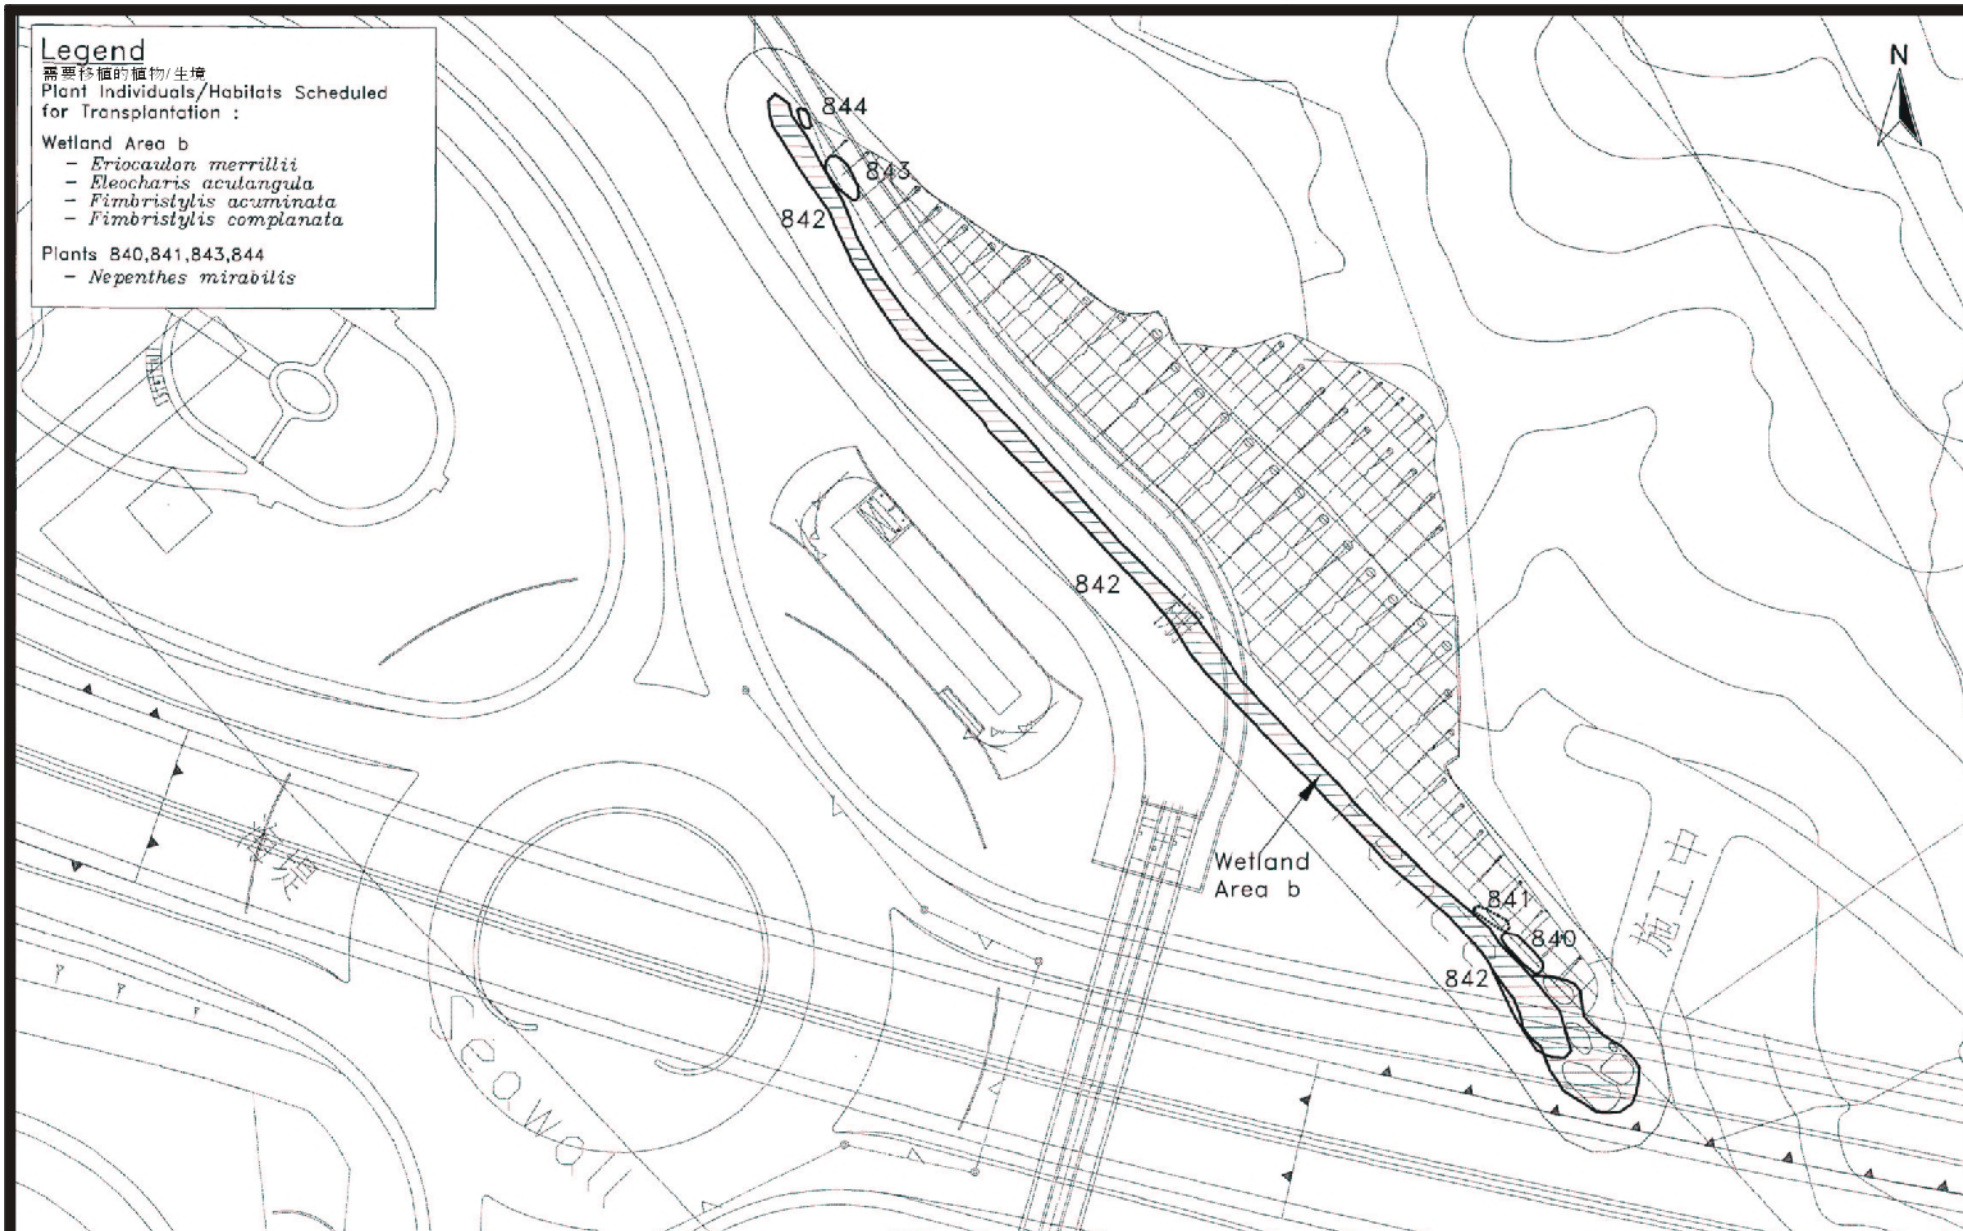 Legend
需要移植的植物/生境
Plant Individuals/Habitats Scheduled
for Transplantation :
Wetland Area b
- Eriocaulon merrillii
- Eleocharis acutangula
- Fimbristylis acuminata
- Fimbristylis complanata
Plants 840,841,843,844
- Nepenthes mirabilis
N
844
843
842
842
Wetland
Area b
841
840
842
施工中
Seawall